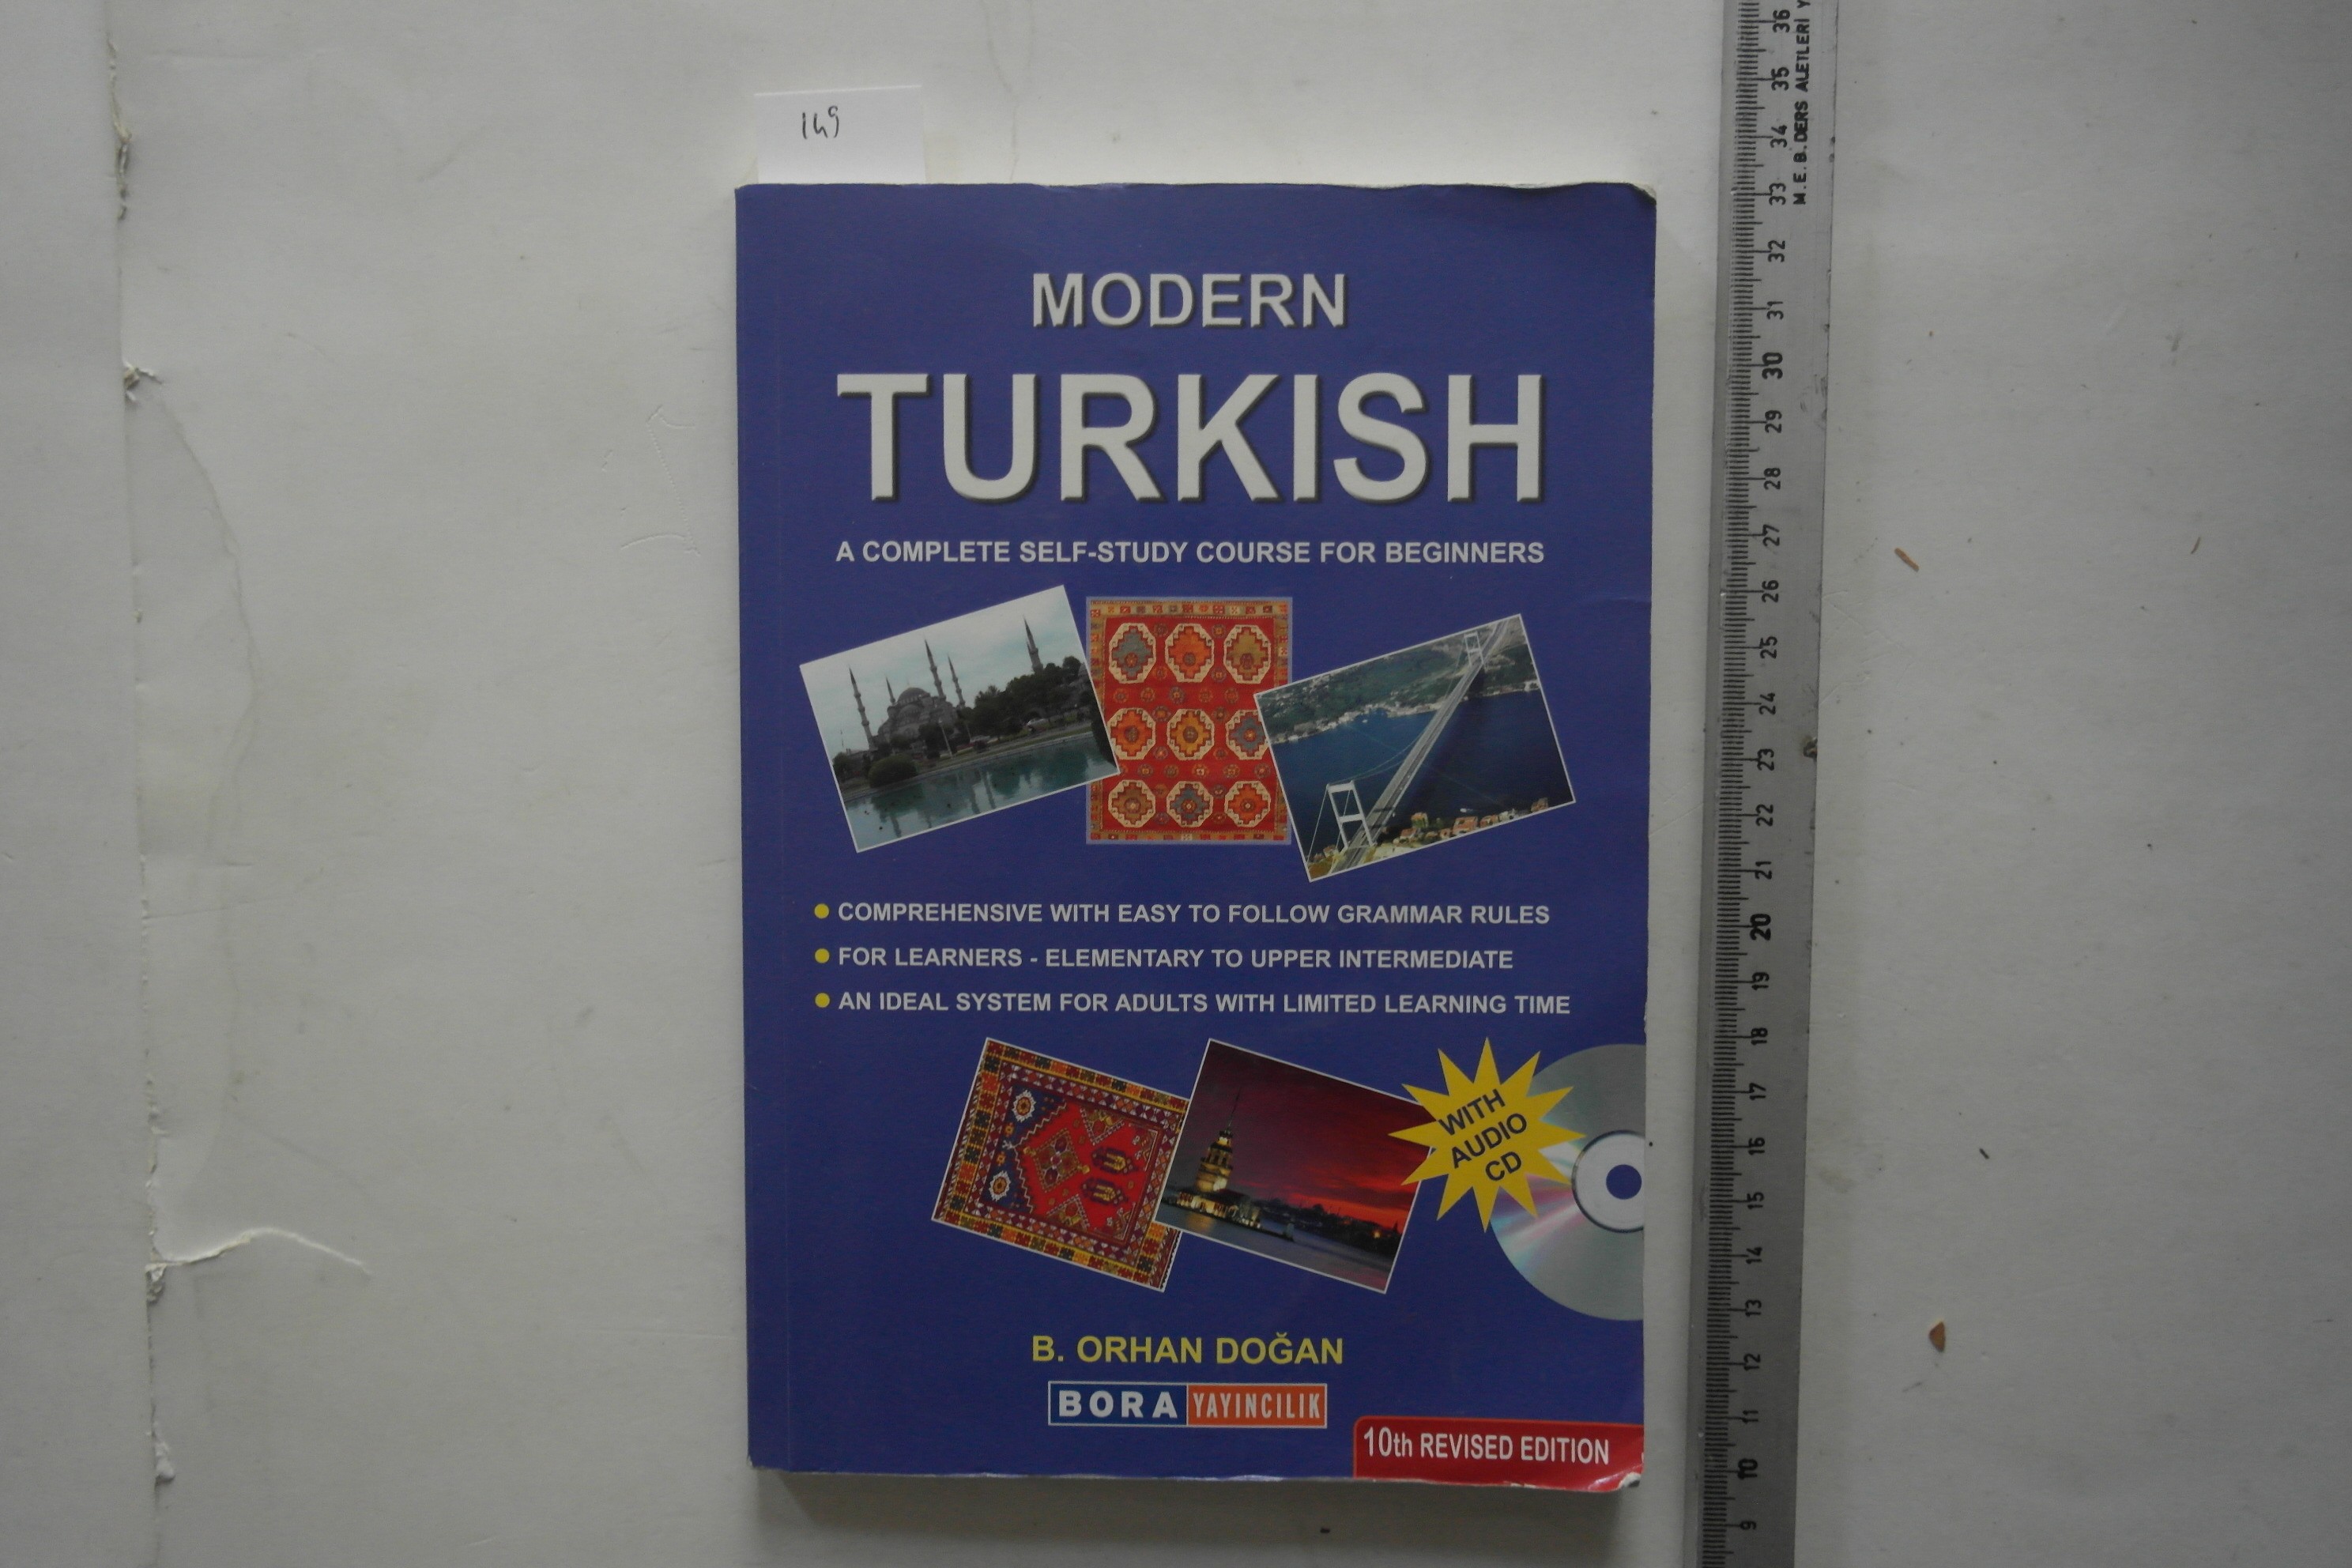 149
MODERN
TURKISH
A COMPLETE SELF-STUDY COURSE FOR BEGINNERS
● COMPREHENSIVE WITH EASY TO FOLLOW GRAMMAR RULES
● FOR LEARNERS - ELEMENTARY TO UPPER INTERMEDIATE
● AN IDEAL SYSTEM FOR ADULTS WITH LIMITED LEARNING TIME
WITH
AUDIO
CD
B. ORHAN DOĞAN
BORA YAYINCILIK
10th REVISED EDITION
36
35
34
33
32
31
30
29
28
27
26
25
24
23
22
21
20
19
18
17
16
15
14
13
12
11
10
9
M.E.B. DERS ALETLERİ Y